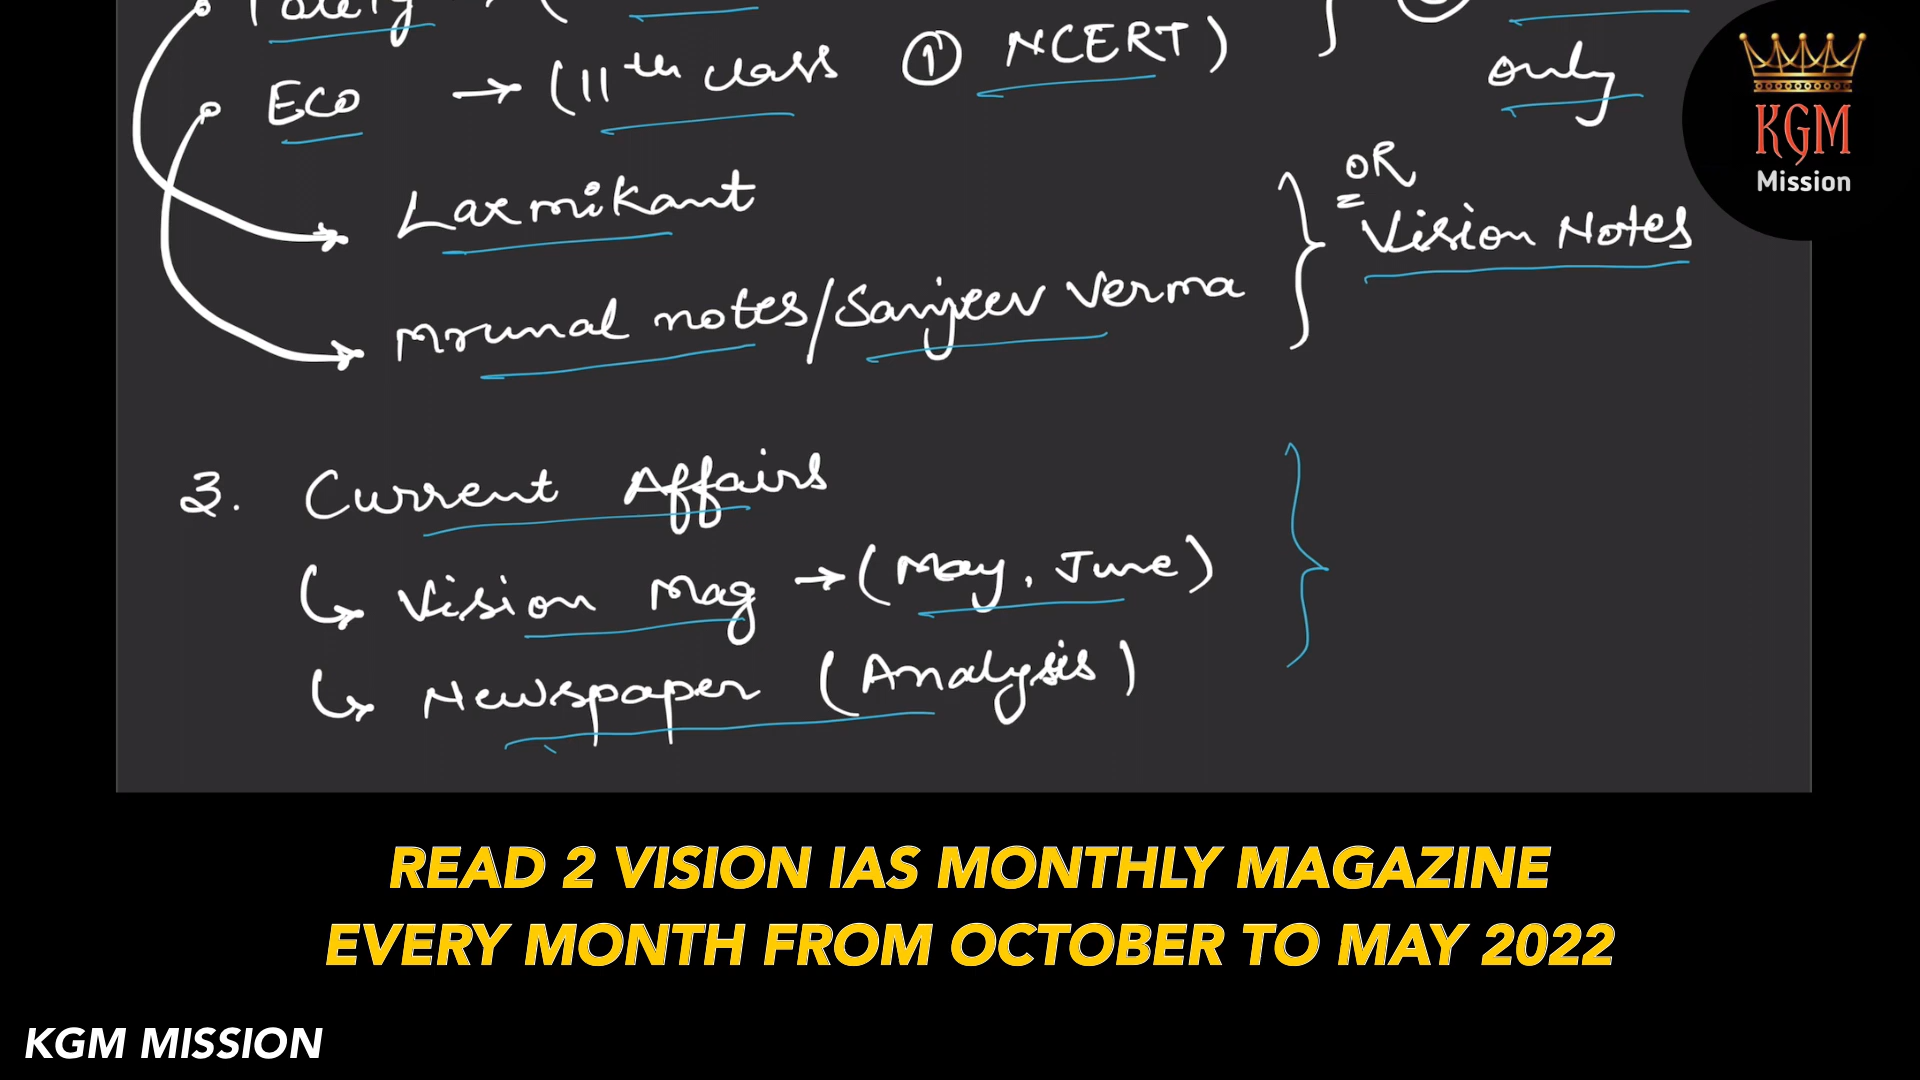 Polity → (
Eco → (11th class ① NCERT)
only
KGM
Mission
Laxmikant
OR
Vision Notes
Mrunal notes/Sanjeev Verma
3. Current Affairs
Vision Mag → (May, June)
Newspaper (Analysis)
READ 2 VISION IAS MONTHLY MAGAZINE
EVERY MONTH FROM OCTOBER TO MAY 2022
KGM MISSION